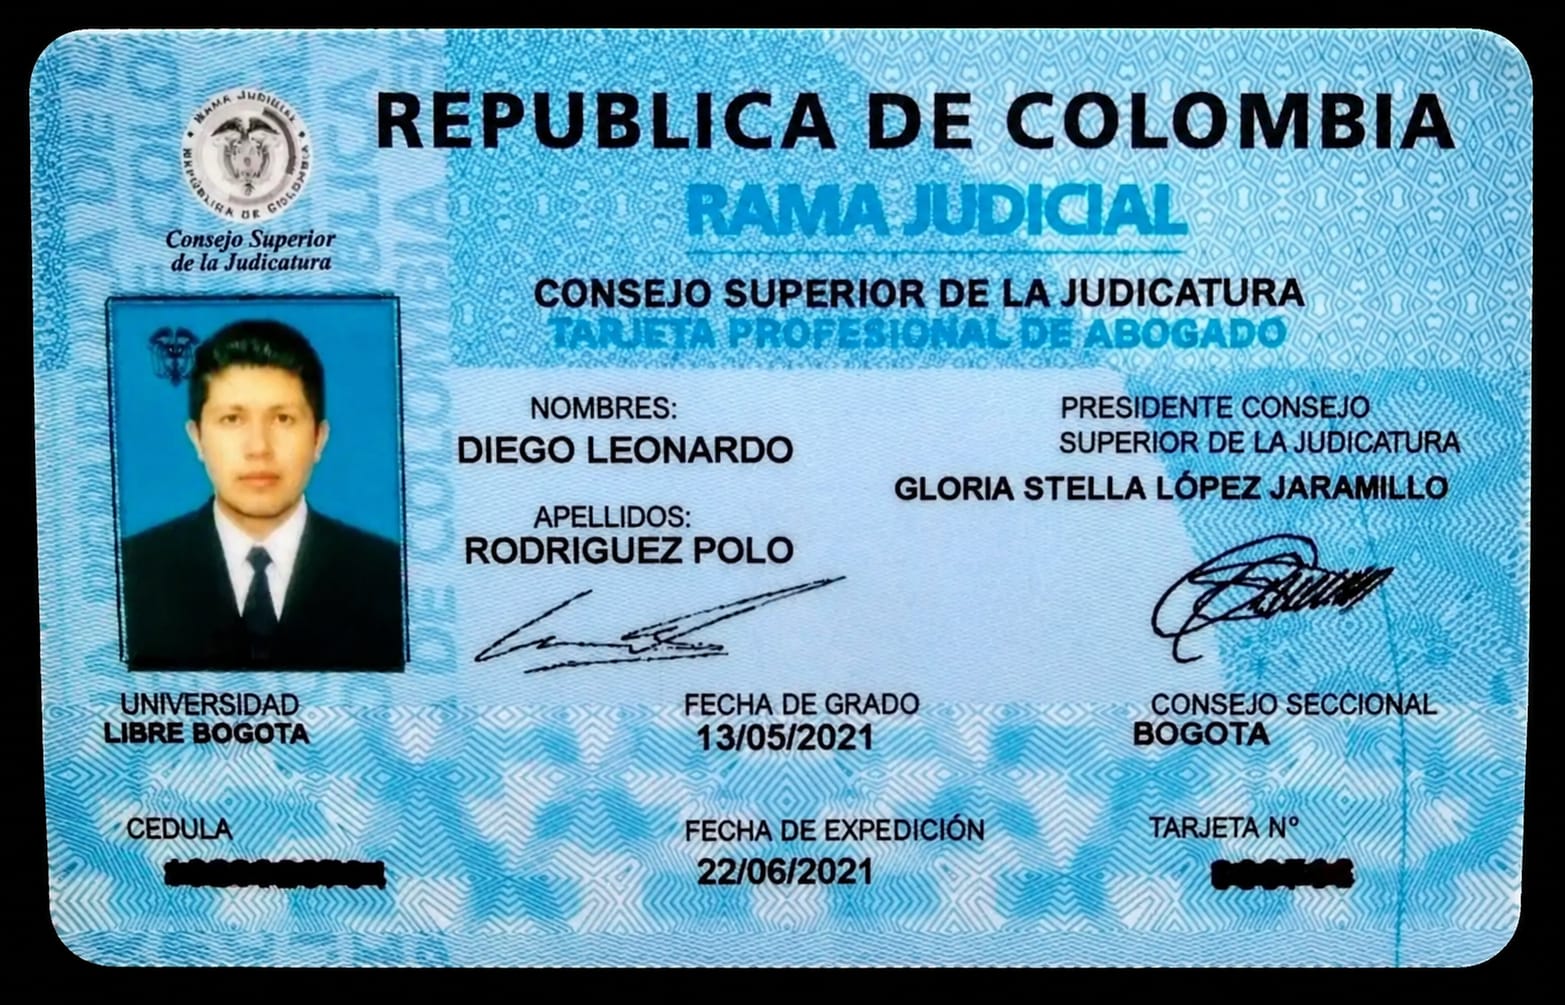 RAMA JUDICIAL
REPÚBLICA DE COLOMBIA
Consejo Superior
de la Judicatura
REPUBLICA DE COLOMBIA
RAMA JUDICIAL
CONSEJO SUPERIOR DE LA JUDICATURA
TARJETA PROFESIONAL DE ABOGADO
NOMBRES:
DIEGO LEONARDO
APELLIDOS:
RODRIGUEZ POLO
PRESIDENTE CONSEJO
SUPERIOR DE LA JUDICATURA
GLORIA STELLA LÓPEZ JARAMILLO
UNIVERSIDAD
LIBRE BOGOTA
FECHA DE GRADO
13/05/2021
CONSEJO SECCIONAL
BOGOTA
CEDULA
FECHA DE EXPEDICIÓN
22/06/2021
TARJETA Nº